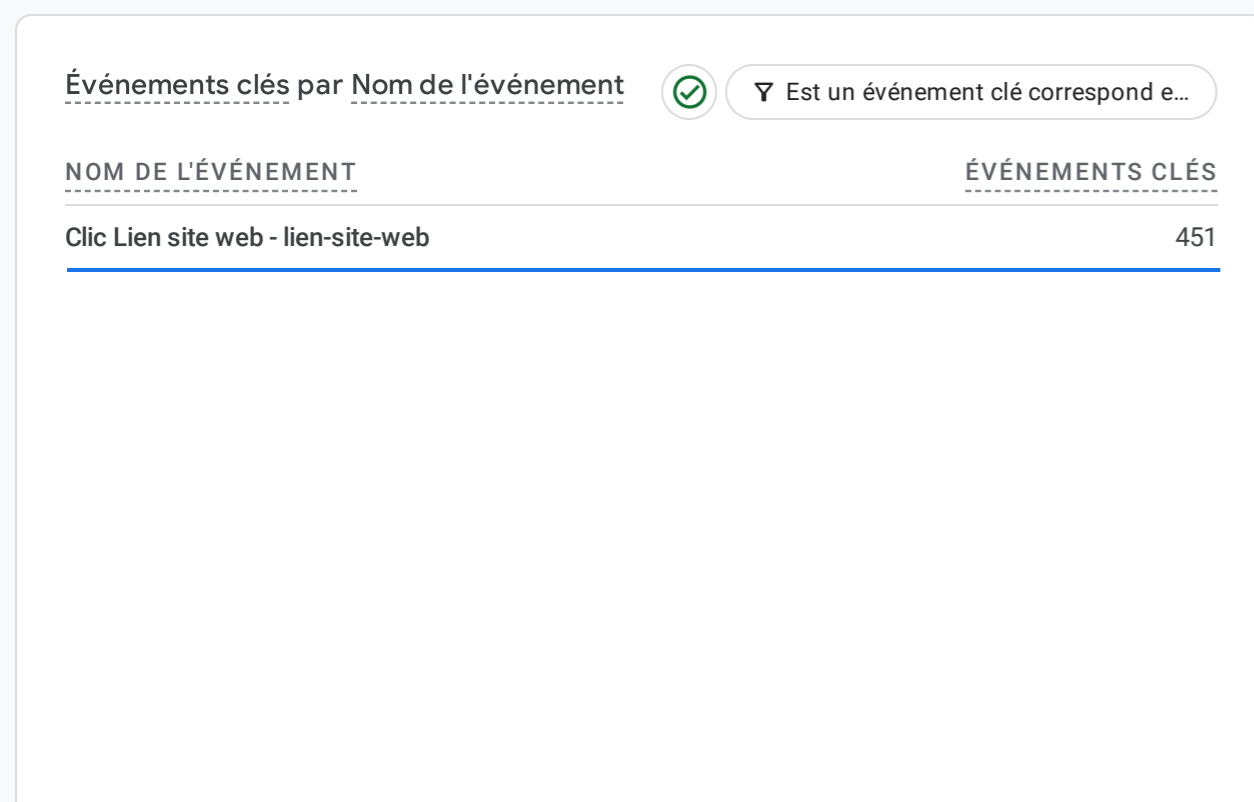 Événements clés par Nom de l'événement
Est un événement clé correspond e...
NOM DE L'ÉVÉNEMENT ÉVÉNEMENTS CLÉS
Clic Lien site web - lien-site-web 451